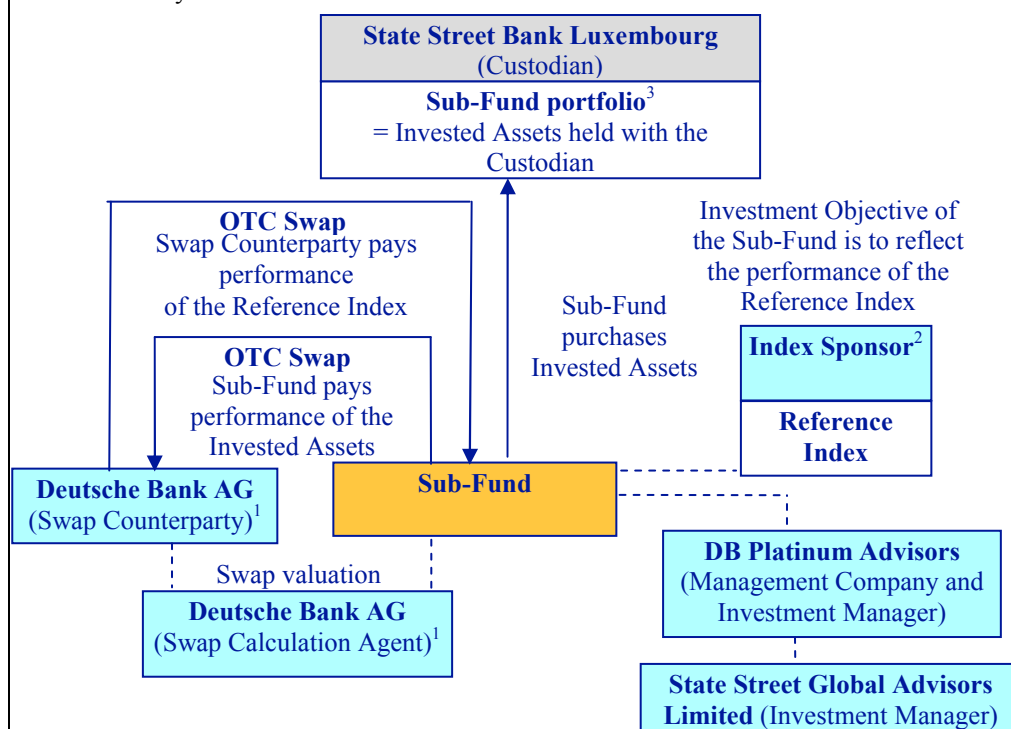 State Street Bank Luxembourg
(Custodian)
Sub-Fund portfolio³
= Invested Assets held with the
Custodian
OTC Swap
Swap Counterparty pays
performance
of the Reference Index
OTC Swap
Sub-Fund pays
performance of the
Invested Assets
Sub-Fund
purchases
Invested Assets
Investment Objective of
the Sub-Fund is to reflect
the performance of the
Reference Index
Index Sponsor²
Reference
Index
Deutsche Bank AG
(Swap Counterparty)¹
Sub-Fund
Swap valuation
Deutsche Bank AG
(Swap Calculation Agent)¹
DB Platinum Advisors
(Management Company and
Investment Manager)
State Street Global Advisors
Limited (Investment Manager)